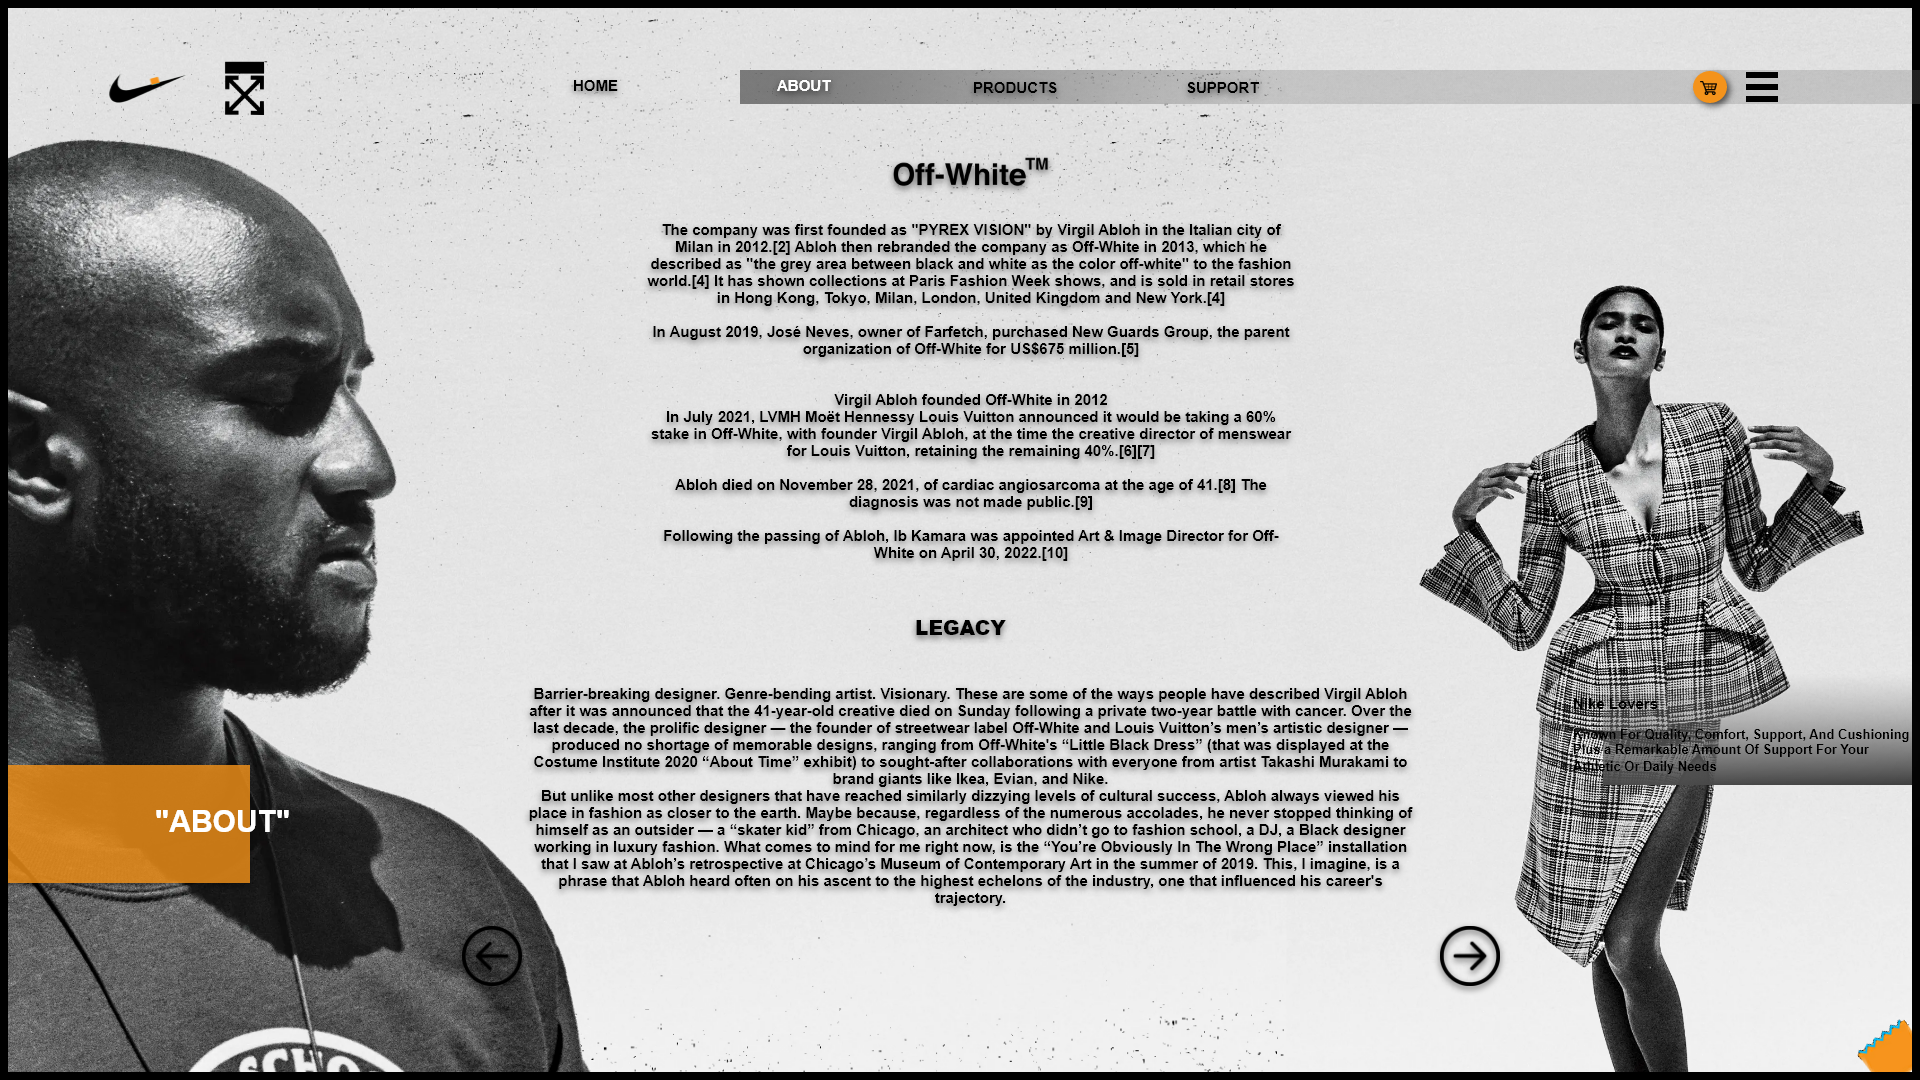 HOME
ABOUT
PRODUCTS
SUPPORT
Off-White™
The company was first founded as "PYREX VISION" by Virgil Abloh in the Italian city of
Milan in 2012.[2] Abloh then rebranded the company as Off-White in 2013, which he
described as "the grey area between black and white as the color off-white" to the fashion
world.[4] It has shown collections at Paris Fashion Week shows, and is sold in retail stores
in Hong Kong, Tokyo, Milan, London, United Kingdom and New York.[4]
In August 2019, José Neves, owner of Farfetch, purchased New Guards Group, the parent
organization of Off-White for US$675 million.[5]
Virgil Abloh founded Off-White in 2012
In July 2021, LVMH Moët Hennessy Louis Vuitton announced it would be taking a 60%
stake in Off-White, with founder Virgil Abloh, at the time the creative director of menswear
for Louis Vuitton, retaining the remaining 40%.[6][7]
Abloh died on November 28, 2021, of cardiac angiosarcoma at the age of 41.[8] The
diagnosis was not made public.[9]
Following the passing of Abloh, Ib Kamara was appointed Art & Image Director for Off-
White on April 30, 2022.[10]
LEGACY
Barrier-breaking designer. Genre-bending artist. Visionary. These are some of the ways people have described Virgil Abloh
after it was announced that the 41-year-old creative died on Sunday following a private two-year battle with cancer. Over the
last decade, the prolific designer — the founder of streetwear label Off-White and Louis Vuitton’s men’s artistic designer —
produced no shortage of memorable designs, ranging from Off-White's “Little Black Dress” (that was displayed at the
Costume Institute 2020 “About Time” exhibit) to sought-after collaborations with everyone from artist Takashi Murakami to
brand giants like Ikea, Evian, and Nike.
But unlike most other designers that have reached similarly dizzying levels of cultural success, Abloh always viewed his
place in fashion as closer to the earth. Maybe because, regardless of the numerous accolades, he never stopped thinking of
himself as an outsider — a “skater kid” from Chicago, an architect who didn’t go to fashion school, a DJ, a Black designer
working in luxury fashion. What comes to mind for me right now, is the “You’re Obviously In The Wrong Place” installation
that I saw at Abloh’s retrospective at Chicago’s Museum of Contemporary Art in the summer of 2019. This, I imagine, is a
phrase that Abloh heard often on his ascent to the highest echelons of the industry, one that influenced his career's
trajectory.
Nike Lovers
Known For Quality, Comfort, Support, And Cushioning
Plus a Remarkable Amount Of Support For Your
Athletic Or Daily Needs
"ABOUT"